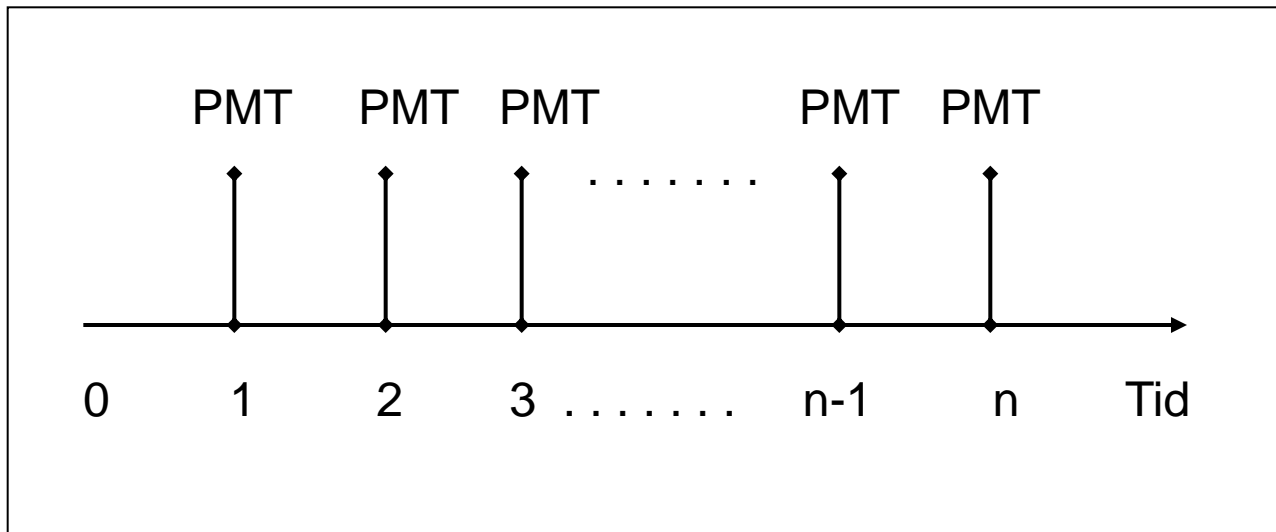 PMT PMT PMT PMT PMT
. . . . . . .
0 1 2 3 . . . . . . . n-1 n Tid